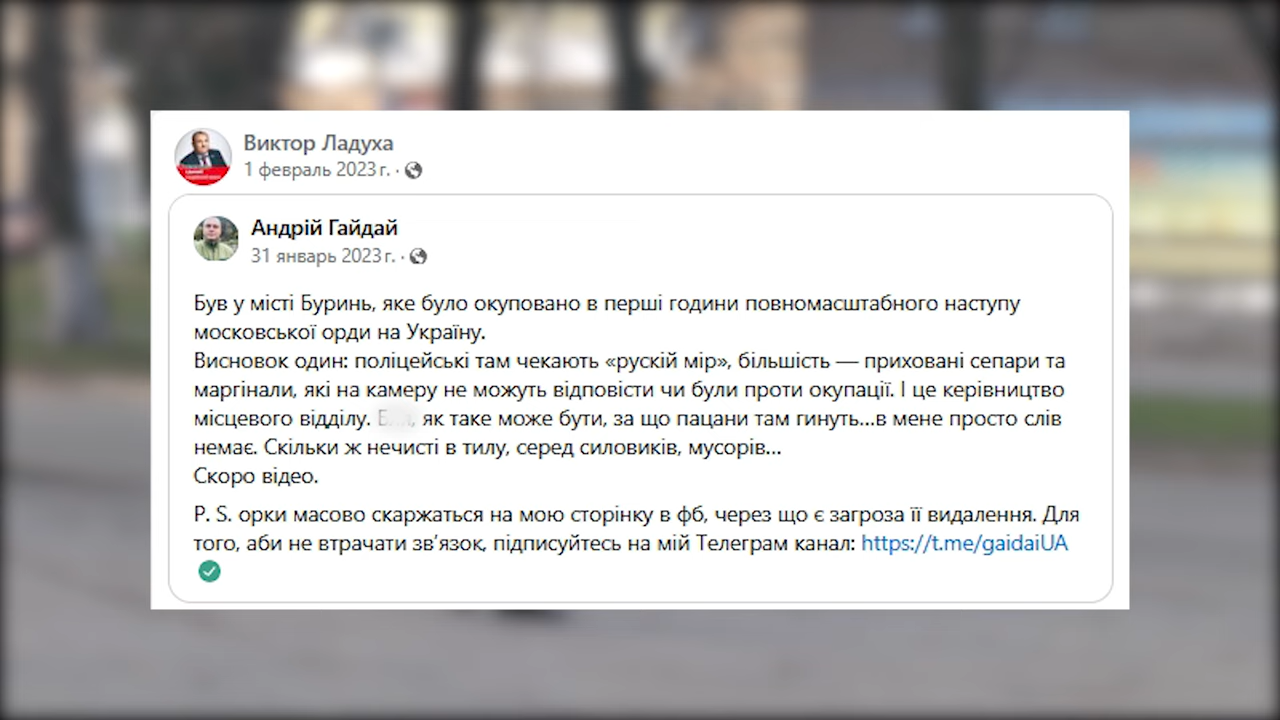 Виктор Ладуха
1 февраль 2023 г. ·
Андрій Гайдай
31 январь 2023 г. ·
Був у місті Буринь, яке було окуповано в перші години повномасштабного наступу
московської орди на Україну.
Висновок один: поліцейські там чекають «рускій мір», більшість — приховані сепари та
маргінали, які на камеру не можуть відповісти чи були проти окупації. І це керівництво
місцевого відділу. , як таке може бути, за що пацани там гинуть...в мене просто слів
немає. Скільки ж нечисті в тилу, серед силовиків, мусорів...
Скоро відео.
P. S. орки масово скаржаться на мою сторінку в фб, через що є загроза її видалення. Для
того, аби не втрачати зв’язок, підписуйтесь на мій Телеграм канал: https://t.me/gaidaiUA